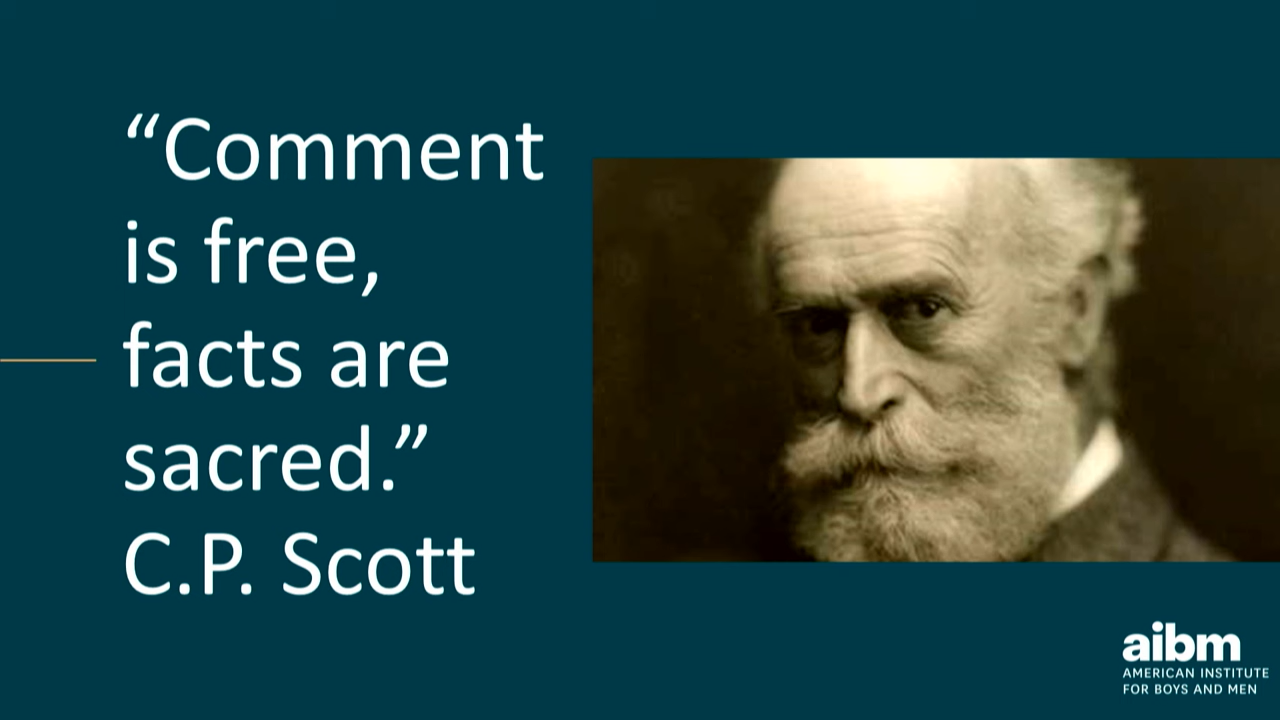 “Comment
is free,
facts are
sacred.”
C.P. Scott
aibm
AMERICAN INSTITUTE
FOR BOYS AND MEN